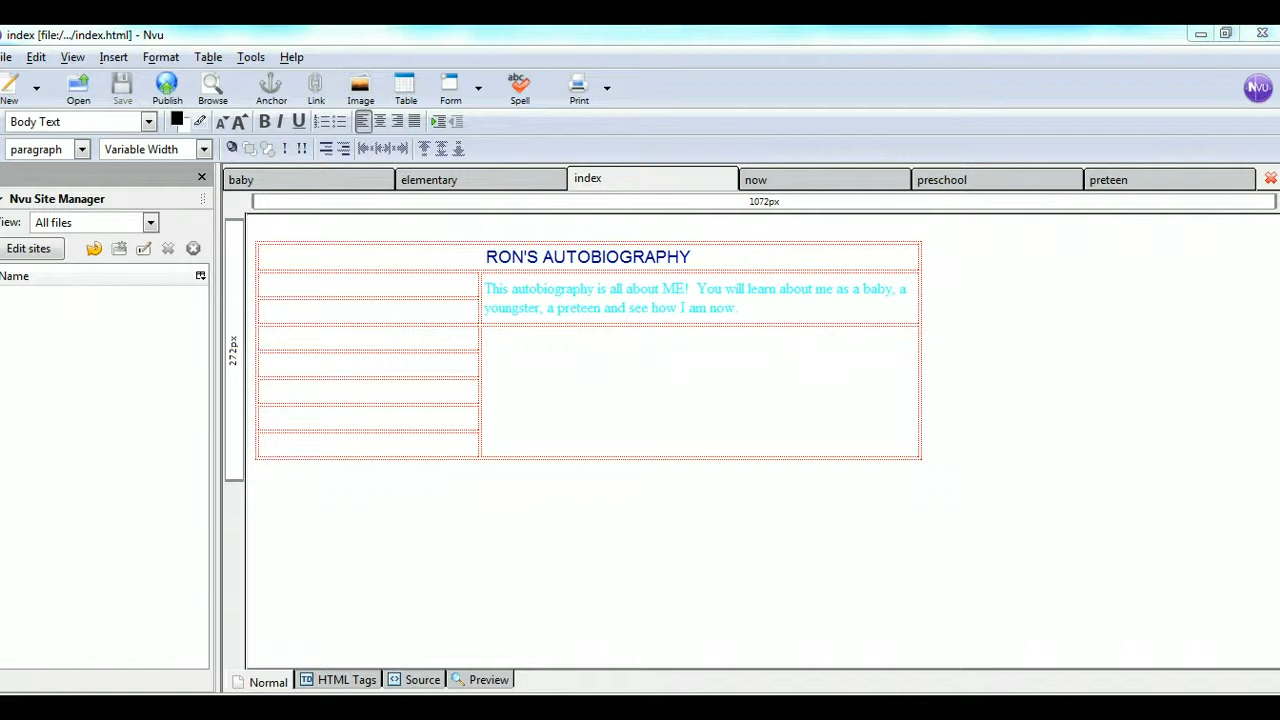 index [file:/.../index.html] - Nvu
ile Edit View Insert Format Table Tools Help
New Open Save Publish Browse Anchor Link Image Table Form Spell Print
Body Text
paragraph Variable Width
baby elementary index now preschool preteen
Nvu Site Manager
1072px
iew: All files
Edit sites
Name
272px
RON'S AUTOBIOGRAPHY
This autobiography is all about ME! You will learn about me as a baby, a
youngster, a preteen and see how I am now.
Normal HTML Tags Source Preview